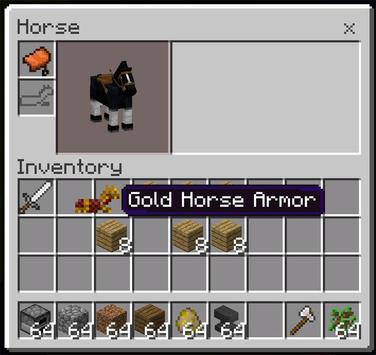 Horse x
Inventory
Gold Horse Armor
8 8 8
64 64 64 64 64 64 64